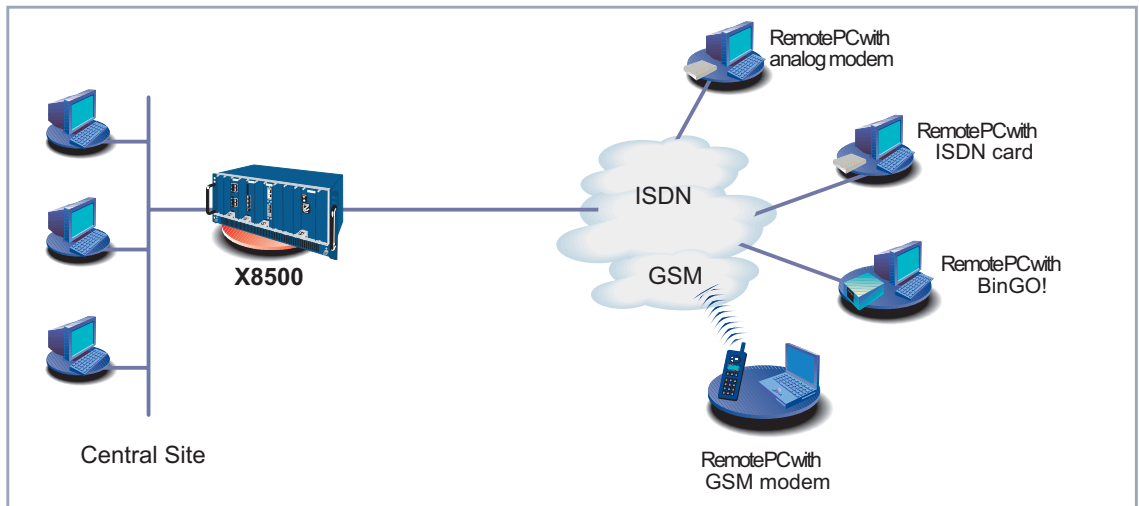 RemotePCwith
analog modem
RemotePCwith
ISDN card
ISDN
GSM
RemotePCwith
BinGO!
X8500
Central Site
RemotePCwith
GSM modem